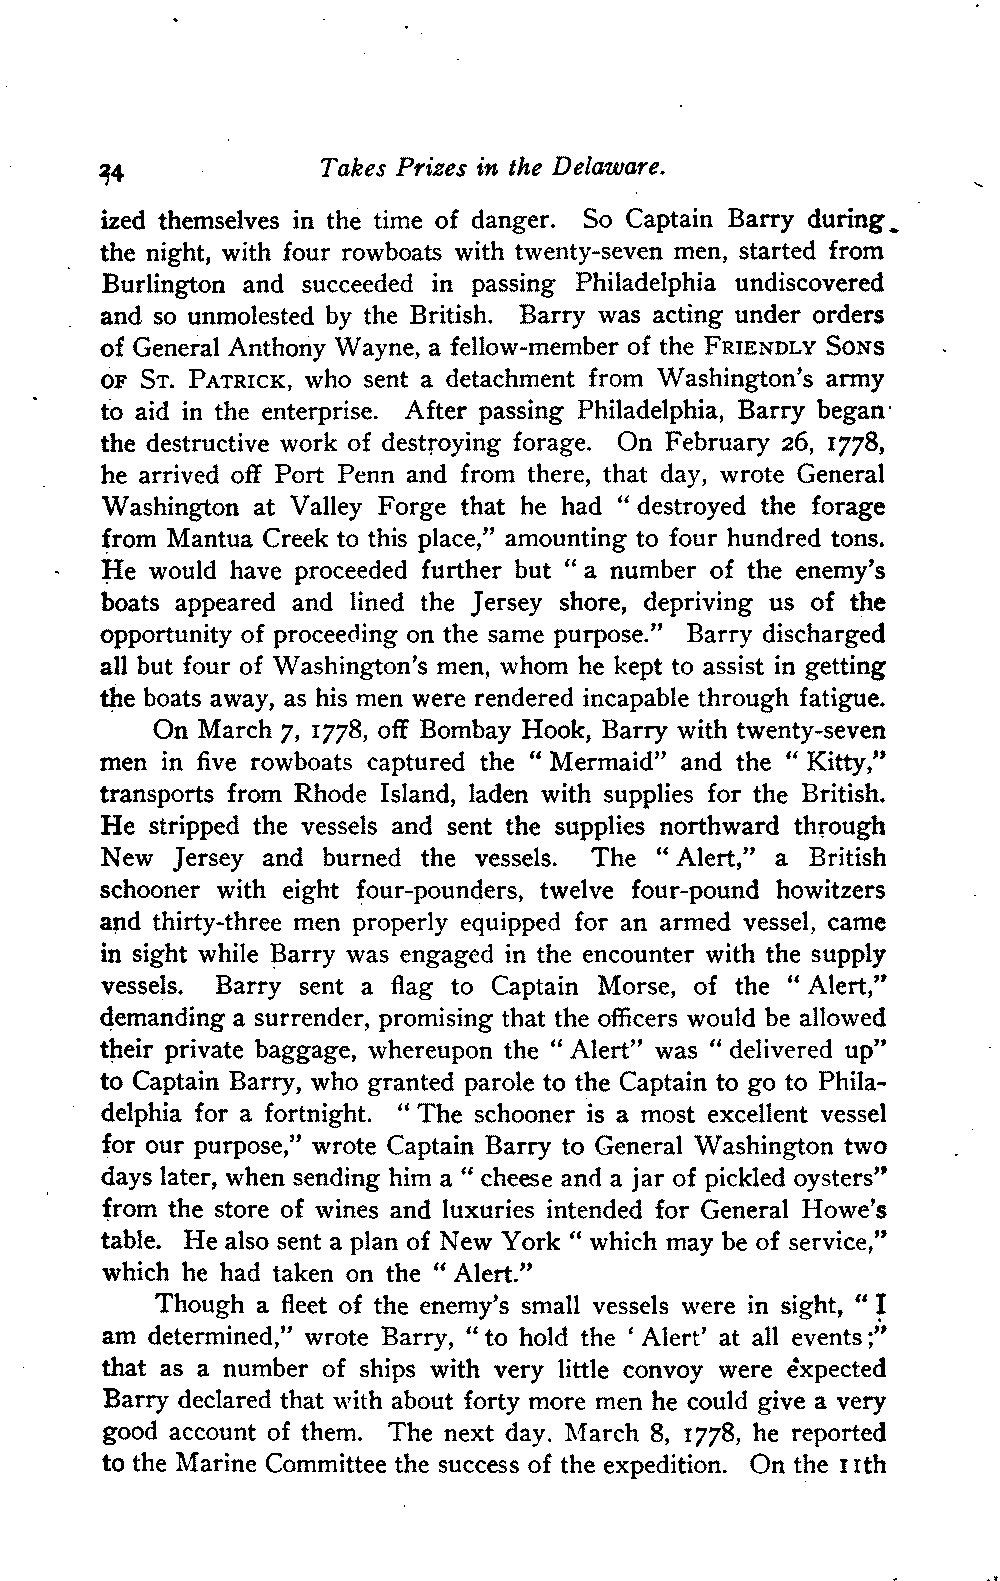 34 Takes Prizes in the Delaware.
ized themselves in the time of danger. So Captain Barry during
the night, with four rowboats with twenty-seven men, started from
Burlington and succeeded in passing Philadelphia undiscovered
and so unmolested by the British. Barry was acting under orders
of General Anthony Wayne, a fellow-member of the FRIENDLY SONS
OF ST. PATRICK, who sent a detachment from Washington's army
to aid in the enterprise. After passing Philadelphia, Barry began
the destructive work of destroying forage. On February 26, 1778,
he arrived off Port Penn and from there, that day, wrote General
Washington at Valley Forge that he had "destroyed the forage
from Mantua Creek to this place," amounting to four hundred tons.
He would have proceeded further but "a number of the enemy's
boats appeared and lined the Jersey shore, depriving us of the
opportunity of proceeding on the same purpose." Barry discharged
all but four of Washington's men, whom he kept to assist in getting
the boats away, as his men were rendered incapable through fatigue.
On March 7, 1778, off Bombay Hook, Barry with twenty-seven
men in five rowboats captured the "Mermaid" and the "Kitty,"
transports from Rhode Island, laden with supplies for the British.
He stripped the vessels and sent the supplies northward through
New Jersey and burned the vessels. The "Alert," a British
schooner with eight four-pounders, twelve four-pound howitzers
and thirty-three men properly equipped for an armed vessel, came
in sight while Barry was engaged in the encounter with the supply
vessels. Barry sent a flag to Captain Morse, of the "Alert,"
demanding a surrender, promising that the officers would be allowed
their private baggage, whereupon the "Alert" was "delivered up"
to Captain Barry, who granted parole to the Captain to go to Phila-
delphia for a fortnight. "The schooner is a most excellent vessel
for our purpose," wrote Captain Barry to General Washington two
days later, when sending him a "cheese and a jar of pickled oysters"
from the store of wines and luxuries intended for General Howe's
table. He also sent a plan of New York "which may be of service,"
which he had taken on the "Alert."
Though a fleet of the enemy's small vessels were in sight, "I
am determined," wrote Barry, "to hold the 'Alert' at all events;"
that as a number of ships with very little convoy were expected
Barry declared that with about forty more men he could give a very
good account of them. The next day. March 8, 1778, he reported
to the Marine Committee the success of the expedition. On the 11th